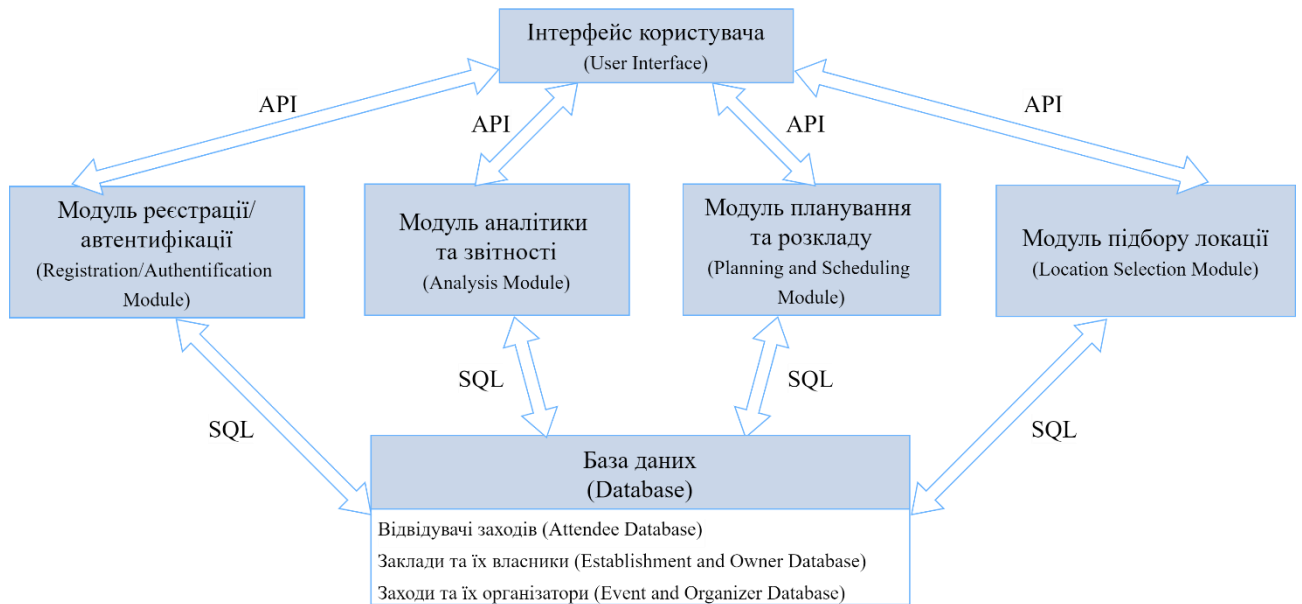 Інтерфейс користувача
(User Interface)
API
API
API
API
Модуль реєстрації/
автентифікації
(Registration/Authentification
Module)
Модуль аналітики
та звітності
(Analysis Module)
Модуль планування
та розкладу
(Planning and Scheduling
Module)
Модуль підбору локації
(Location Selection Module)
SQL
SQL
SQL
SQL
База даних
(Database)
Відвідувачі заходів (Attendee Database)
Заклади та їх власники (Establishment and Owner Database)
Заходи та їх організатори (Event and Organizer Database)